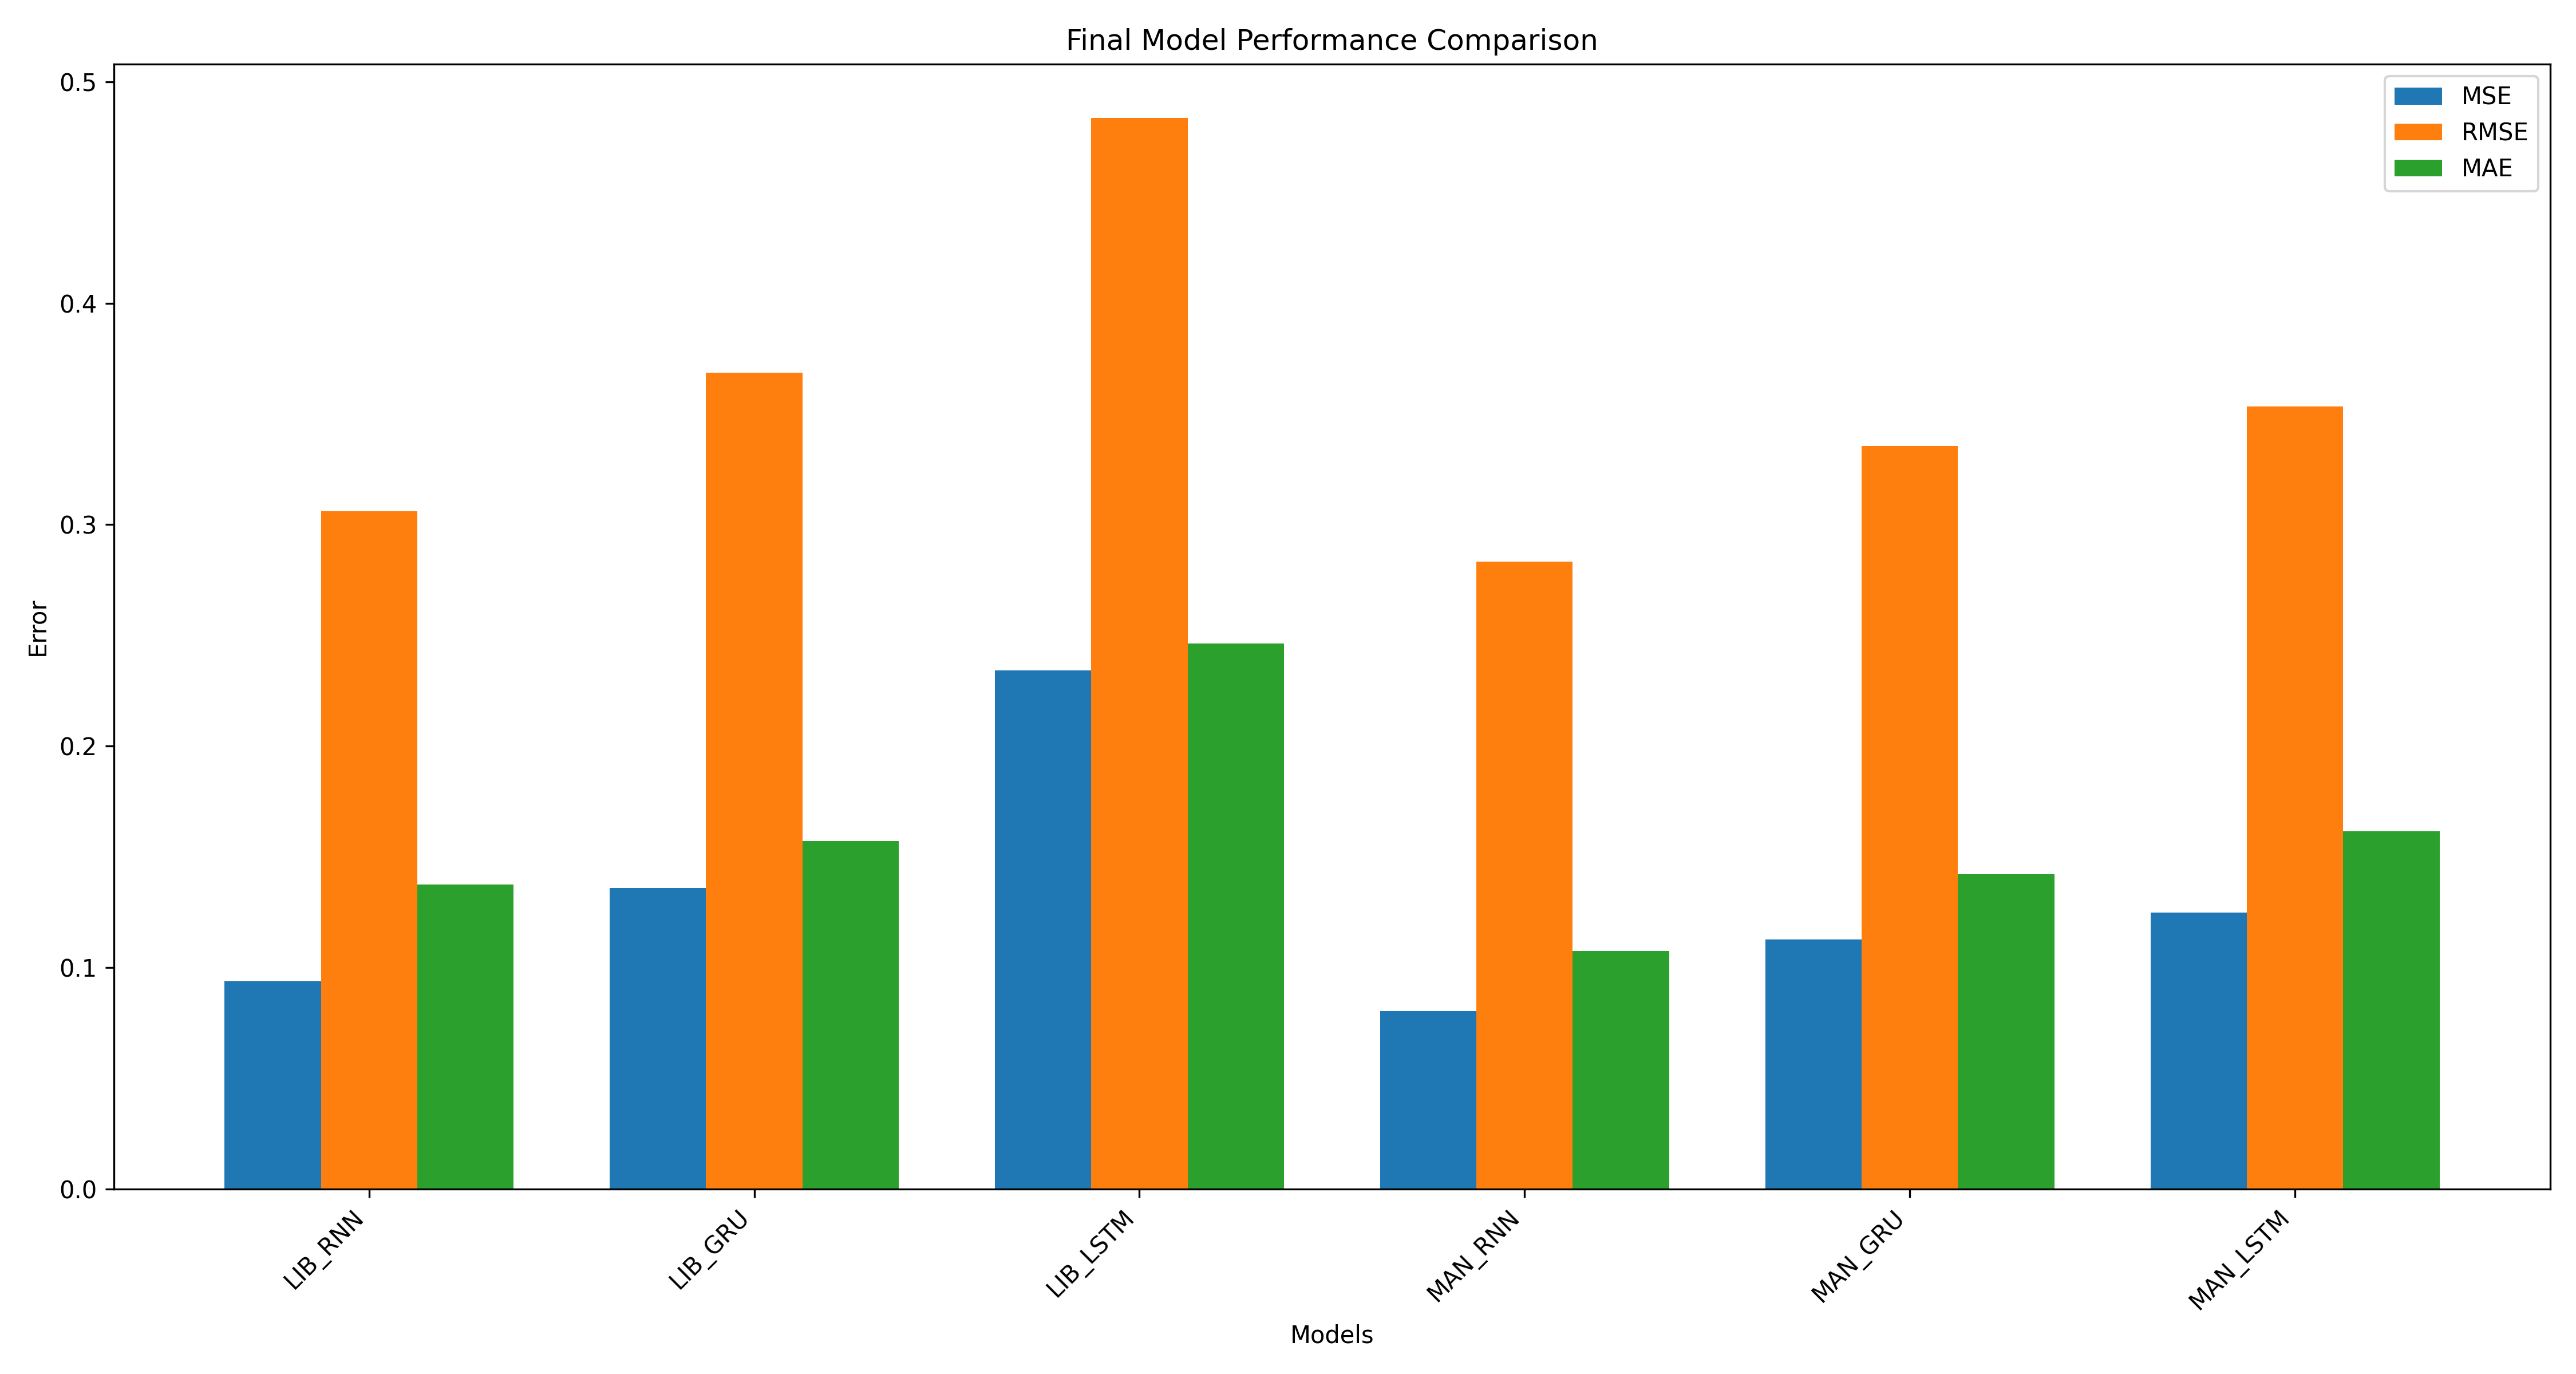 Final Model Performance Comparison
0.5
0.4
0.3
0.2
0.1
0.0
Error
MSE
RMSE
MAE
LIB_RNN
LIB_GRU
LIB_LSTM
MAN_RNN
MAN_GRU
MAN_LSTM
Models